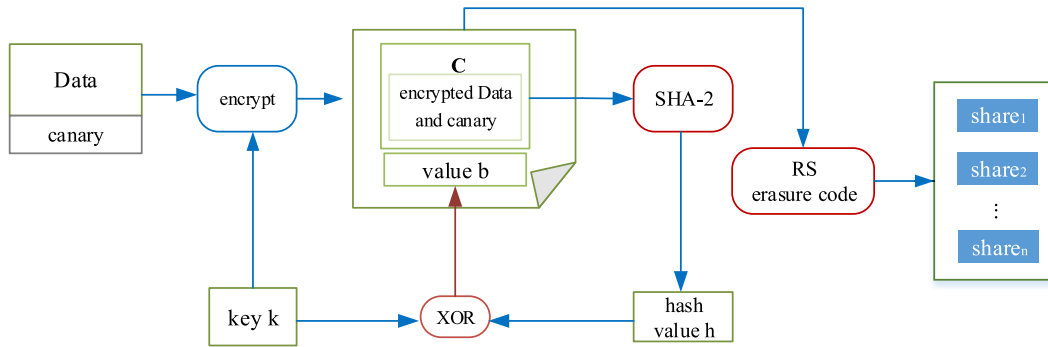 Data
canary
encrypt
C
encrypted Data
and canary
value b
SHA-2
RS
erasure code
share₁
share₂
⋮
shareₙ
key k
XOR
hash
value h